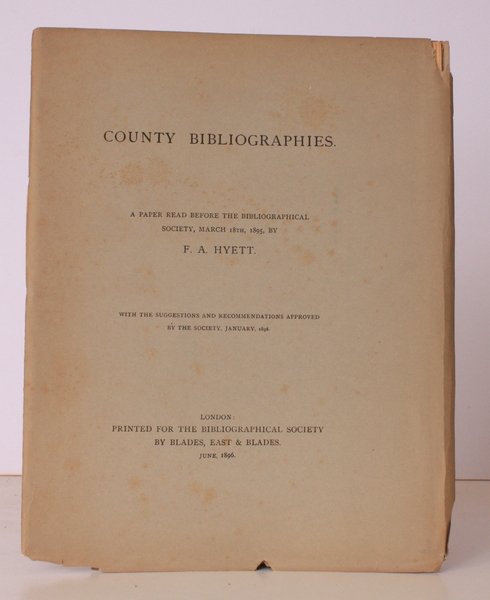 COUNTY BIBLIOGRAPHIES.
A PAPER READ BEFORE THE BIBLIOGRAPHICAL
SOCIETY, MARCH 18TH, 1895, BY
F. A. HYETT.
WITH THE SUGGESTIONS AND RECOMMENDATIONS APPROVED
BY THE SOCIETY, JANUARY, 1896.
LONDON:
PRINTED FOR THE BIBLIOGRAPHICAL SOCIETY
BY BLADES, EAST & BLADES.
JUNE, 1896.